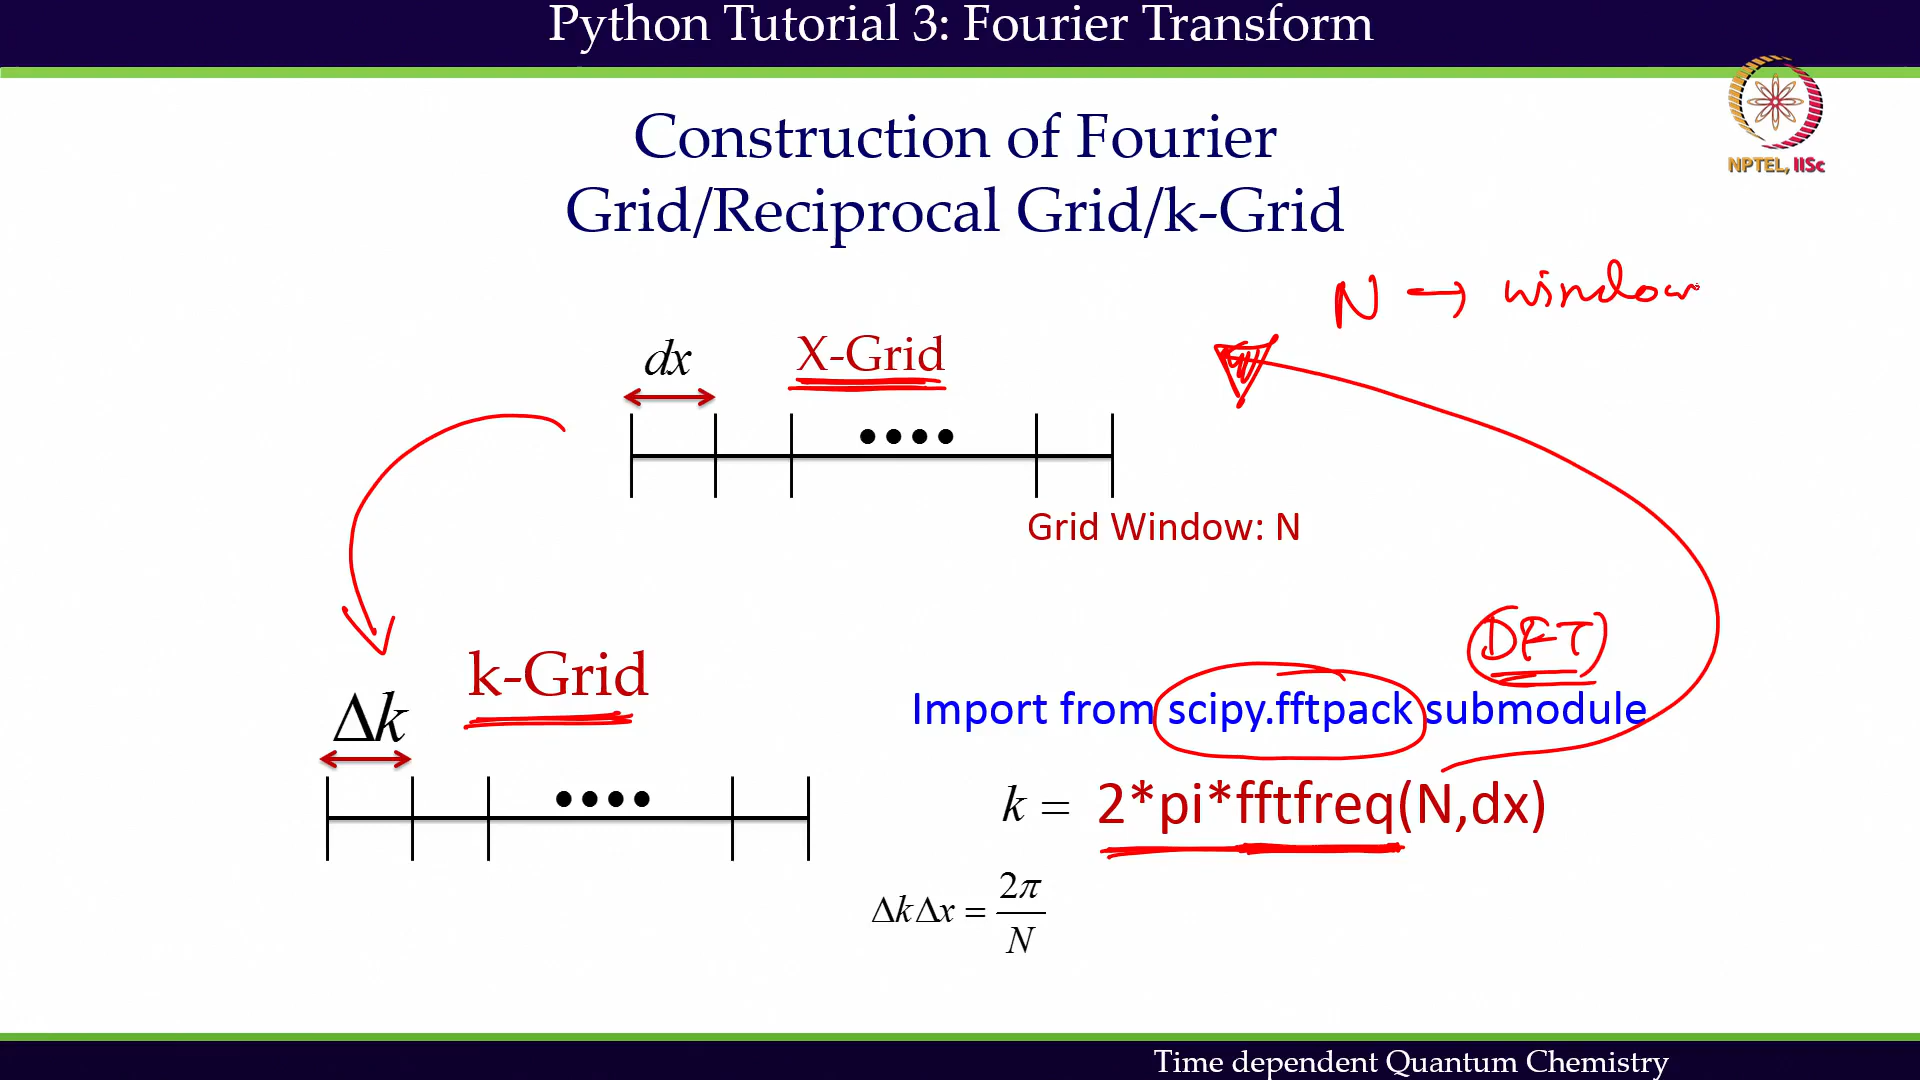 Python Tutorial 3: Fourier Transform
NPTEL, IISc
Construction of Fourier
Grid/Reciprocal Grid/k-Grid
N → window
dx
X-Grid
Grid Window: N
DFT
k-Grid
Δk
Import from scipy.fftpack submodule
k = 2*pi*fftfreq(N,dx)
ΔkΔx = 2π/N
Time dependent Quantum Chemistry